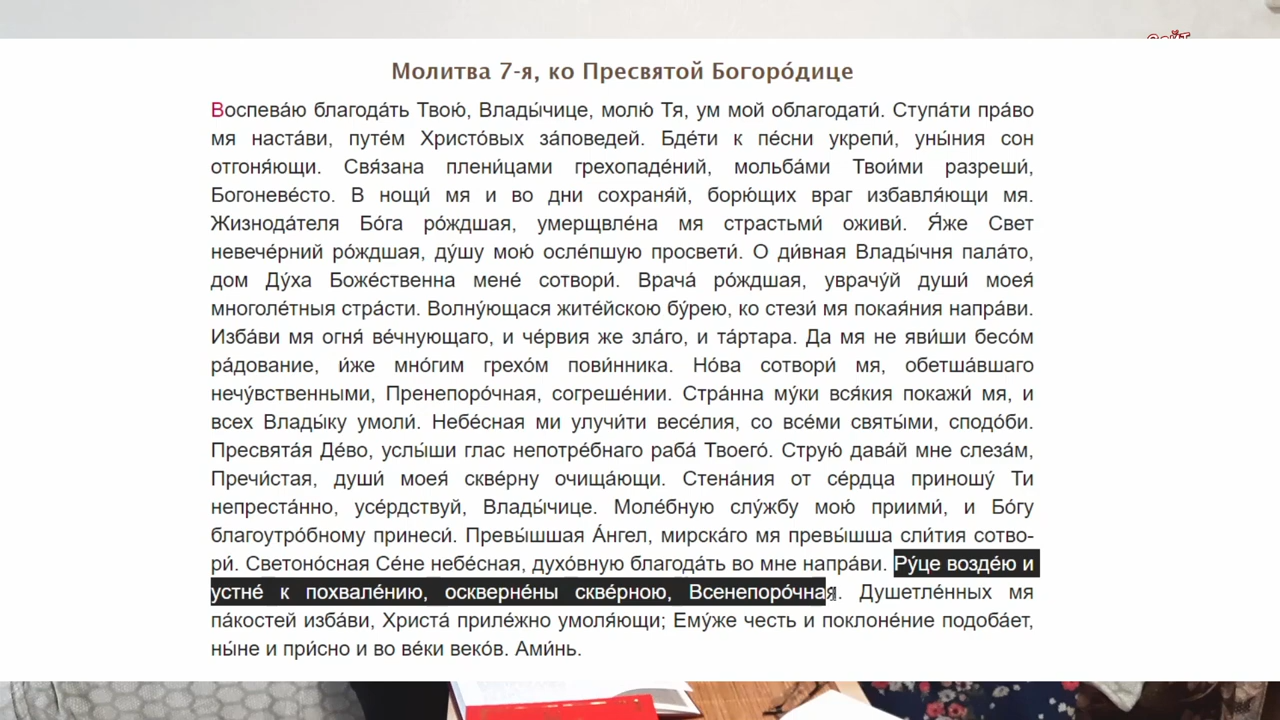 Молитва 7-я, ко Пресвятой Богоро́дице
Воспева́ю благода́ть Твою́, Влады́чице, молю́ Тя, ум мой облагодати́. Ступа́ти пра́во
мя наста́ви, путе́м Христо́вых за́поведей. Бде́ти к пе́сни укрепи́, уны́ния сон
отгоня́ющи. Свя́зана плени́цами грехопаде́ний, мольба́ми Твои́ми разреши́,
Богоневе́сто. В нощи́ мя и во дни сохраня́й, борю́щих враг избавля́ющи мя.
Жизнода́теля Бо́га ро́ждшая, умерщвле́на мя страстьми́ оживи́. Я́же Свет
невече́рний ро́ждшая, ду́шу мою́ осле́пшую просвети́. О ди́вная Влады́чня пала́то,
дом Ду́ха Боже́ственна мене́ сотвори́. Врача́ ро́ждшая, уврачу́й души́ моея́
многоле́тныя стра́сти. Волну́ющася жите́йскою бу́рею, ко стези́ мя покая́ния напра́ви.
Изба́ви мя огня́ ве́чнующаго, и че́рвия же зла́го, и та́ртара. Да мя не яви́ши бесо́м
ра́дование, и́же мно́гим грехо́м пови́нника. Но́ва сотвори́ мя, обетша́вшаго
нечу́вственными, Пренепоро́чная, согреше́нии. Стра́нна му́ки вся́кия покажи́ мя, и
всех Влады́ку умоли́. Небе́сная ми улучи́ти весе́лия, со все́ми святы́ми, сподо́би.
Пресвята́я Де́во, услы́ши глас непотре́бнаго раба́ Твоего́. Струю́ дава́й мне слеза́м,
Пречи́стая, души́ моея́ скве́рну очища́ющи. Стена́ния от се́рдца приношу́ Ти
непреста́нно, усе́рдствуй, Влады́чице. Моле́бную слу́жбу мою́ приими́, и Бо́гу
благоутро́бному принеси́. Превы́шшая А́нгел, мирска́го мя превы́шша сли́тия сотво-
ри́. Светоно́сная Се́не небе́сная, духо́вную благода́ть во мне напра́ви. Ру́це возде́ю и
устне́ к похвале́нию, оскверне́ны скве́рною, Всенепоро́чная. Душетле́нных мя
па́костей изба́ви, Христа́ приле́жно умоля́ющи; Ему́же честь и поклоне́ние подоба́ет,
ны́не и при́сно и во ве́ки веко́в. Ами́нь.